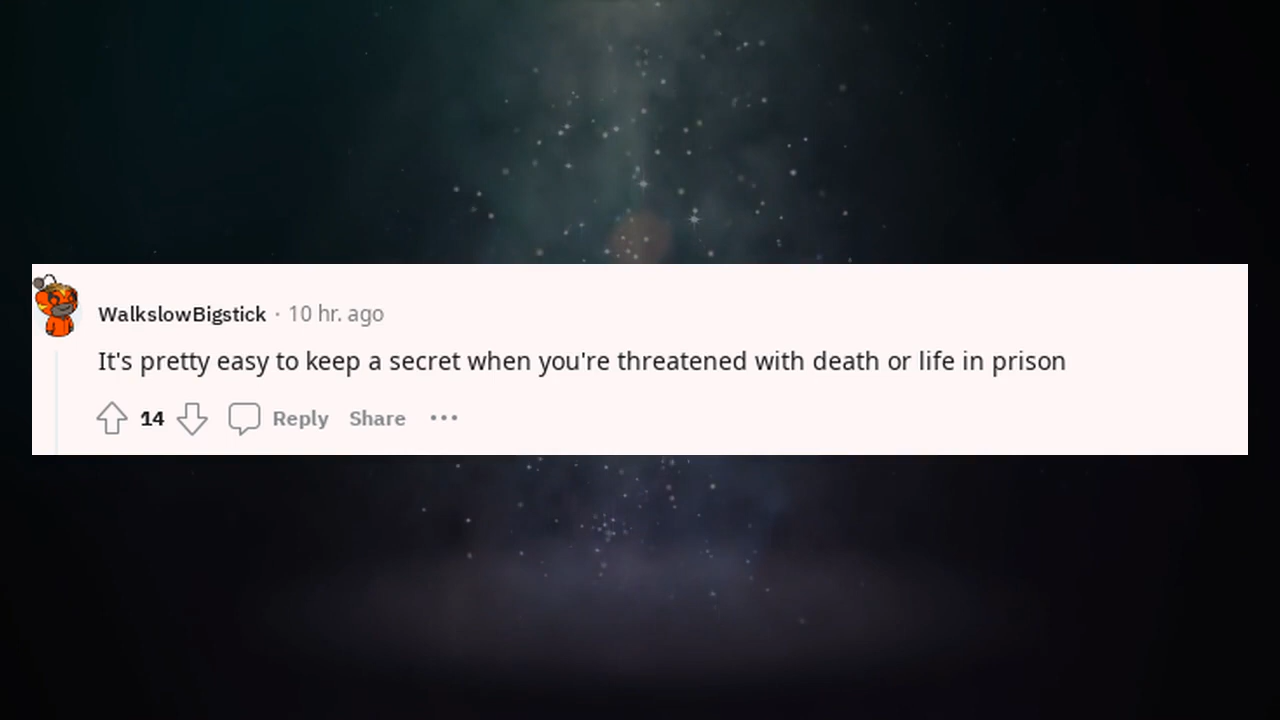 WalkslowBigstick · 10 hr. ago
It's pretty easy to keep a secret when you're threatened with death or life in prison
14 Reply Share ···